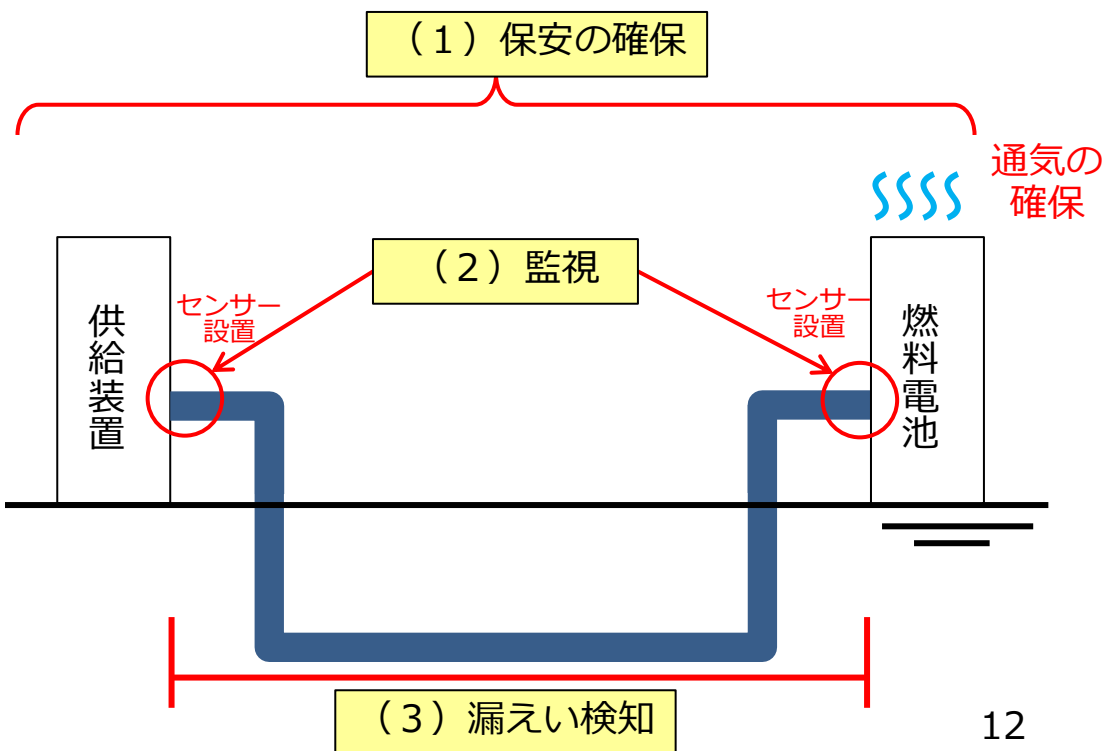 （１）保安の確保
通気の
確保
（２）監視
センサー
設置
センサー
設置
供給装置
燃料電池
（３）漏えい検知
12